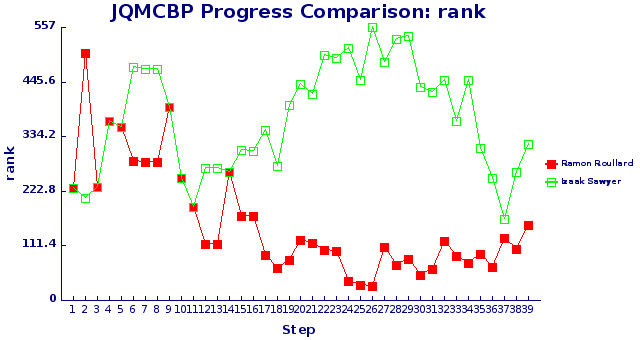 JQMCBP Progress Comparison: rank
557
445.6
334.2
222.8
111.4
0
rank
1 2 3 4 5 6 7 8 9 10 11 12 13 14 15 16 17 18 19 20 21 22 23 24 25 26 27 28 29 30 31 32 33 34 35 36 37 38 39
Step
Ramon Roullard
Izaak Sawyer